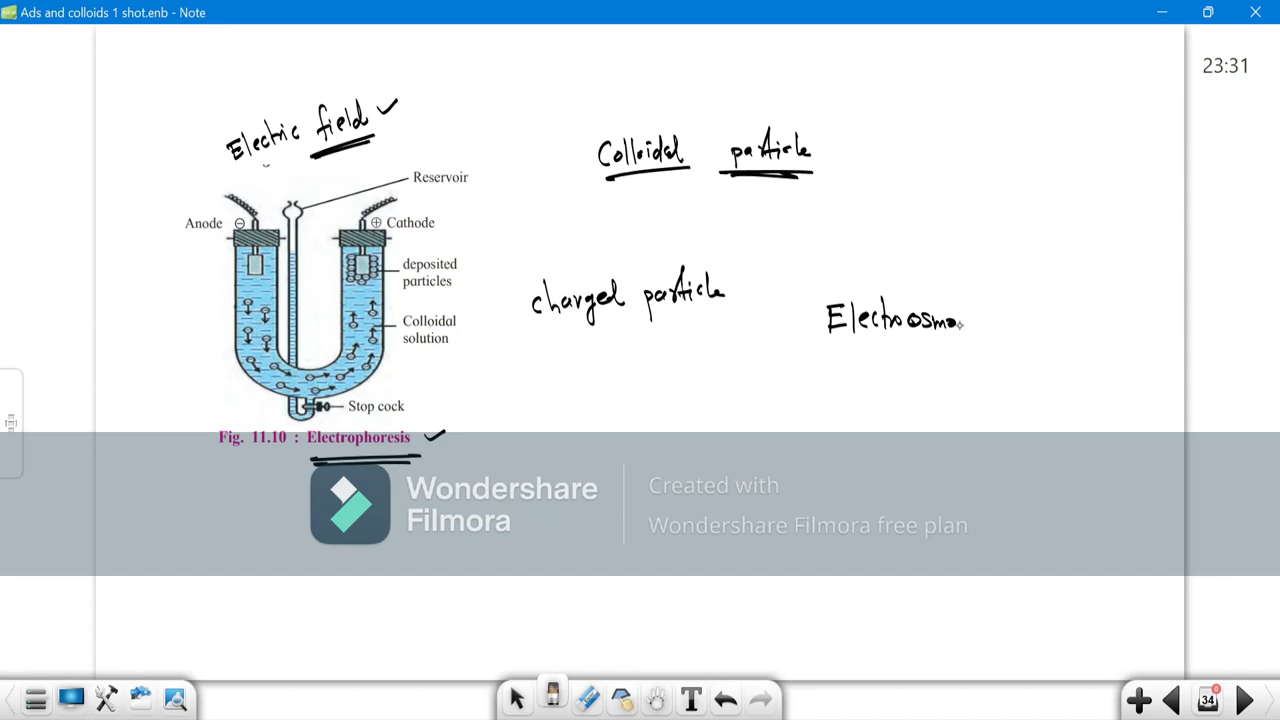 Ads and colloids 1 shot.enb - Note
23:31
Electric field
Colloidal particle
Reservoir
Anode
Cathode
deposited
particles
charged particle
Electroosmo
Colloidal
solution
Stop cock
Fig. 11.10 : Electrophoresis
Wondershare
Filmora
Created with
Wondershare Filmora free plan
T
34
0